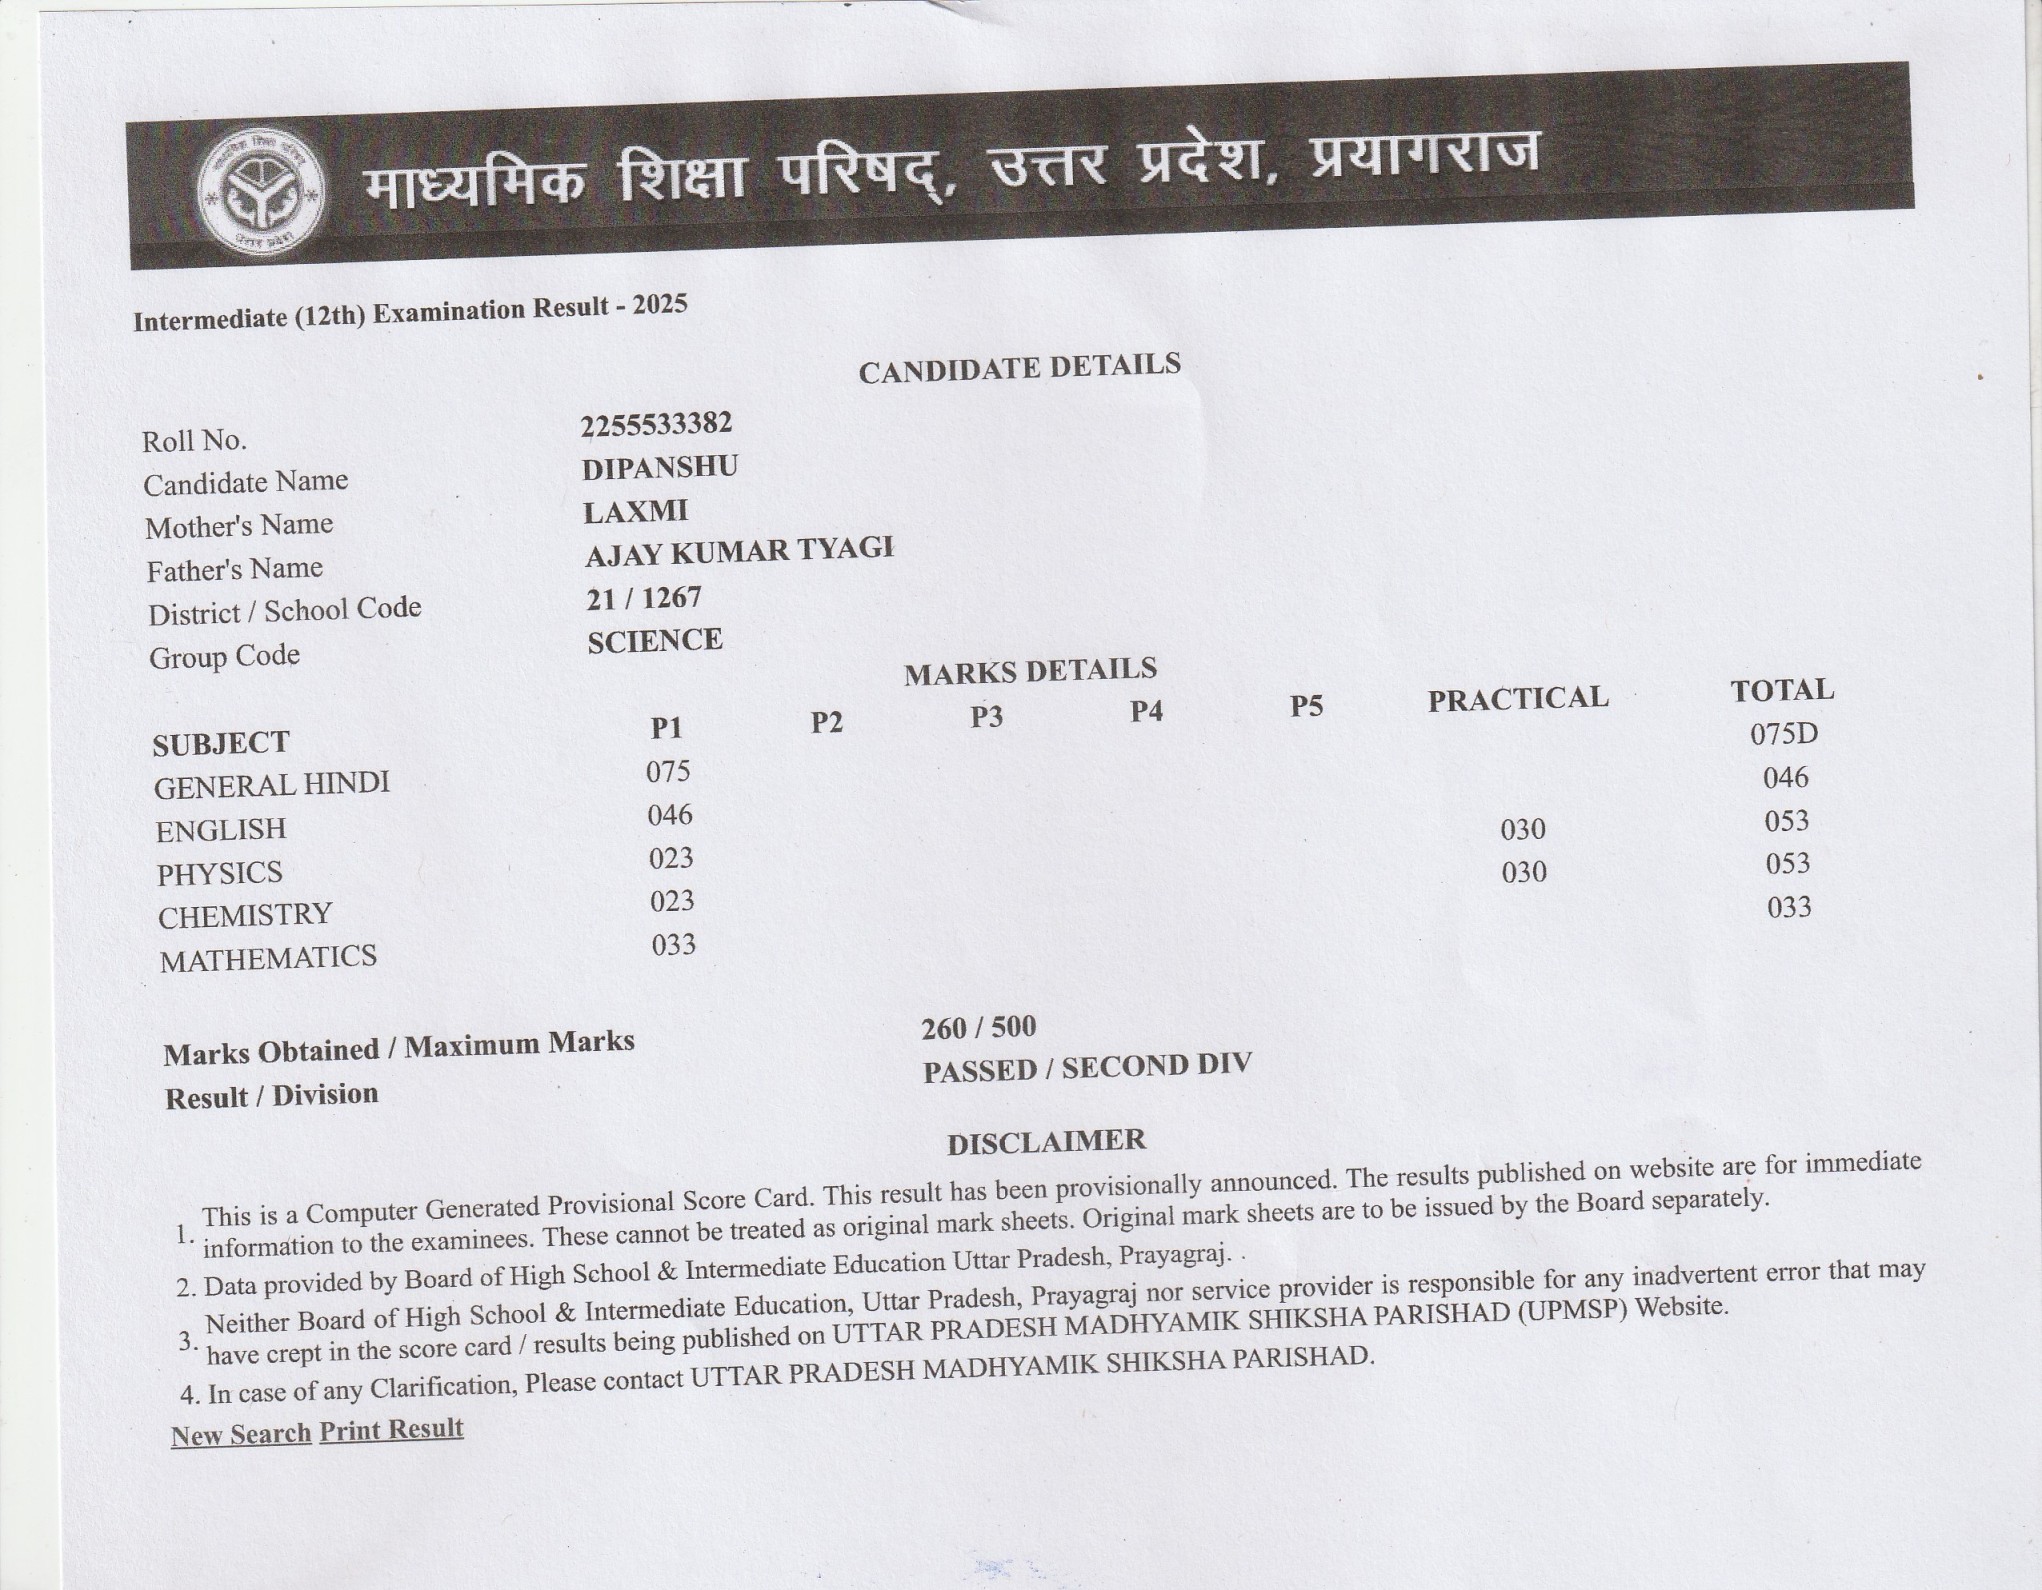 माध्यमिक शिक्षा परिषद्, उत्तर प्रदेश, प्रयागराज
Intermediate (12th) Examination Result - 2025
CANDIDATE DETAILS
Roll No. 2255533382
Candidate Name DIPANSHU
Mother's Name LAXMI
Father's Name AJAY KUMAR TYAGI
District / School Code 21 / 1267
Group Code SCIENCE
MARKS DETAILS
SUBJECT P1 P2 P3 P4 P5 PRACTICAL TOTAL
GENERAL HINDI 075 075D
ENGLISH 046 046
PHYSICS 023 030 053
CHEMISTRY 023 030 053
MATHEMATICS 033 033
Marks Obtained / Maximum Marks 260 / 500
Result / Division PASSED / SECOND DIV
DISCLAIMER
1. This is a Computer Generated Provisional Score Card. This result has been provisionally announced. The results published on website are for immediate
information to the examinees. These cannot be treated as original mark sheets. Original mark sheets are to be issued by the Board separately.
2. Data provided by Board of High School & Intermediate Education Uttar Pradesh, Prayagraj. .
3. Neither Board of High School & Intermediate Education, Uttar Pradesh, Prayagraj nor service provider is responsible for any inadvertent error that may
have crept in the score card / results being published on UTTAR PRADESH MADHYAMIK SHIKSHA PARISHAD (UPMSP) Website.
4. In case of any Clarification, Please contact UTTAR PRADESH MADHYAMIK SHIKSHA PARISHAD.
New Search Print Result